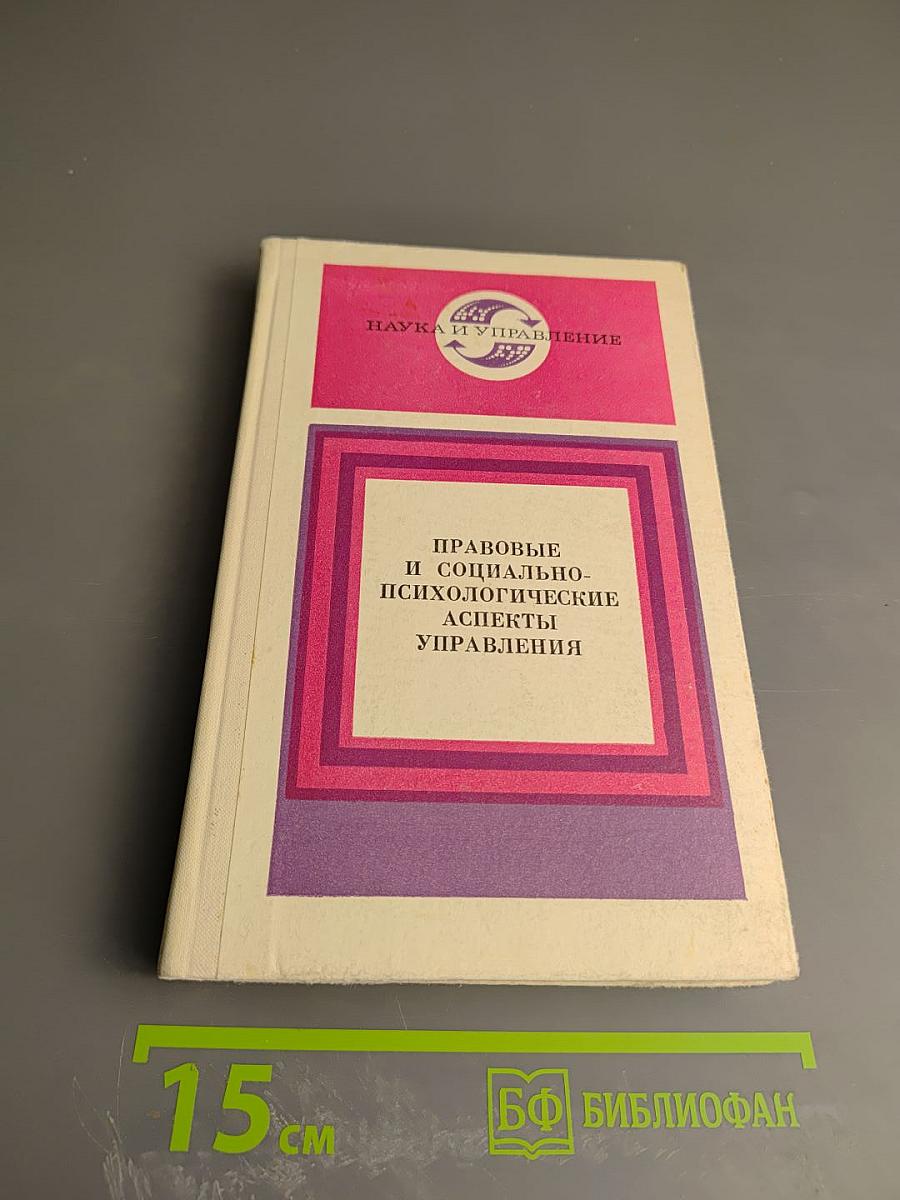 НАУКА И УПРАВЛЕНИЕ
ПРАВОВЫЕ
И СОЦИАЛЬНО-
ПСИХОЛОГИЧЕСКИЕ
АСПЕКТЫ
УПРАВЛЕНИЯ
15 см
БФ БИБЛИОФАН